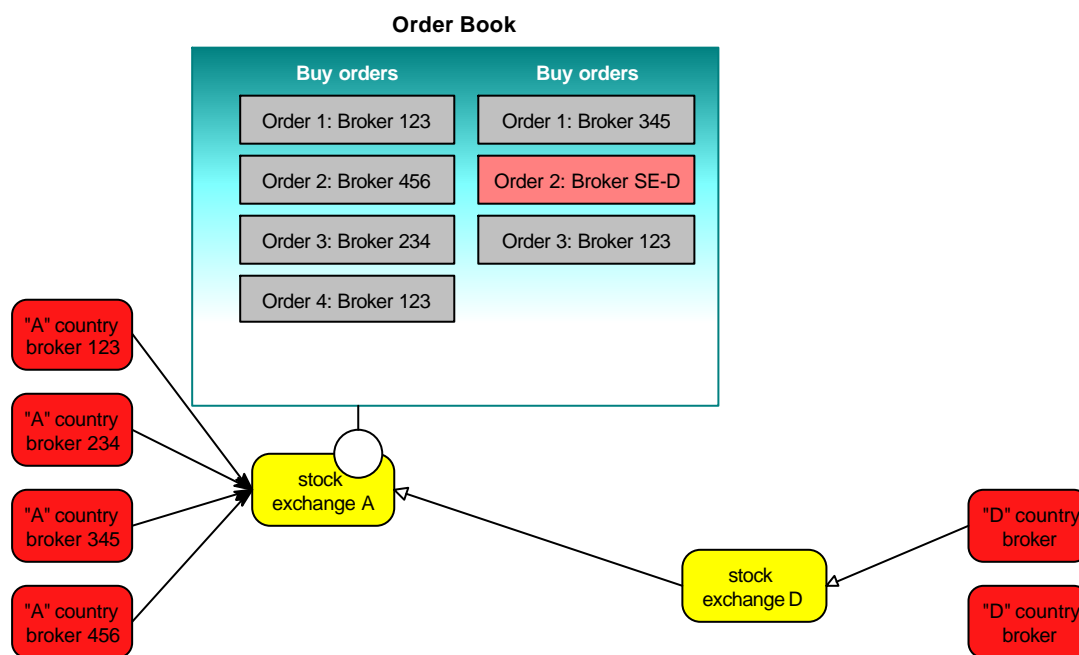 Order Book
Buy orders
Buy orders
Order 1: Broker 123
Order 1: Broker 345
Order 2: Broker 456
Order 2: Broker SE-D
Order 3: Broker 234
Order 3: Broker 123
Order 4: Broker 123
"A" country
broker 123
"A" country
broker 234
"A" country
broker 345
"A" country
broker 456
stock
exchange A
stock
exchange D
"D" country
broker
"D" country
broker